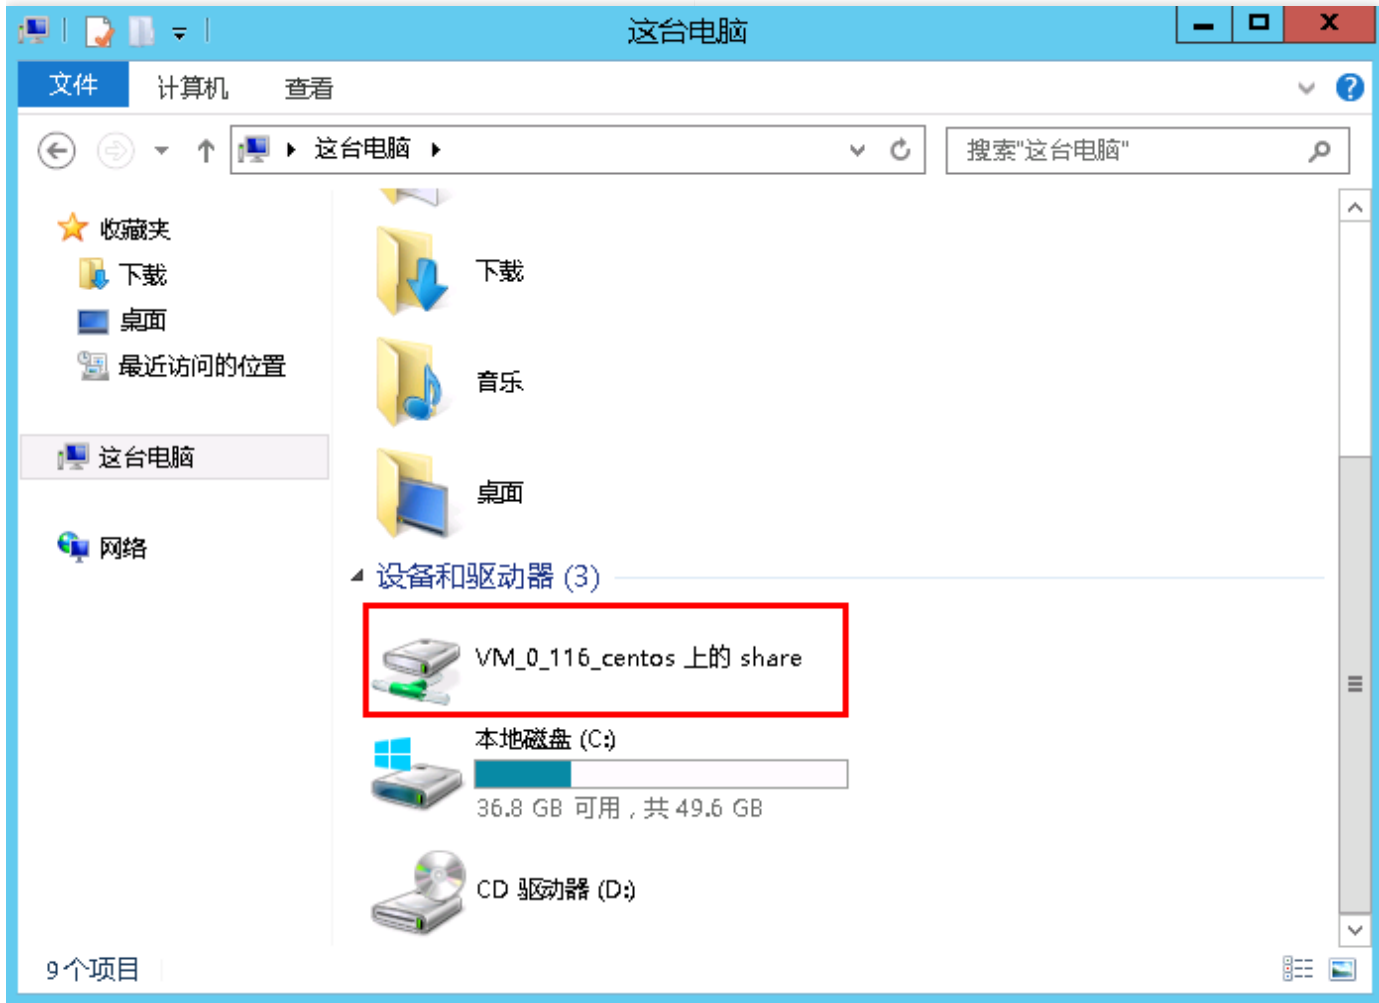 这台电脑
文件 计算机 查看
这台电脑
搜索"这台电脑"
收藏夹
下载
桌面
最近访问的位置
这台电脑
网络
下载
音乐
桌面
设备和驱动器 (3)
VM_0_116_centos 上的 share
本地磁盘 (C:)
36.8 GB 可用，共 49.6 GB
CD 驱动器 (D:)
9 个项目